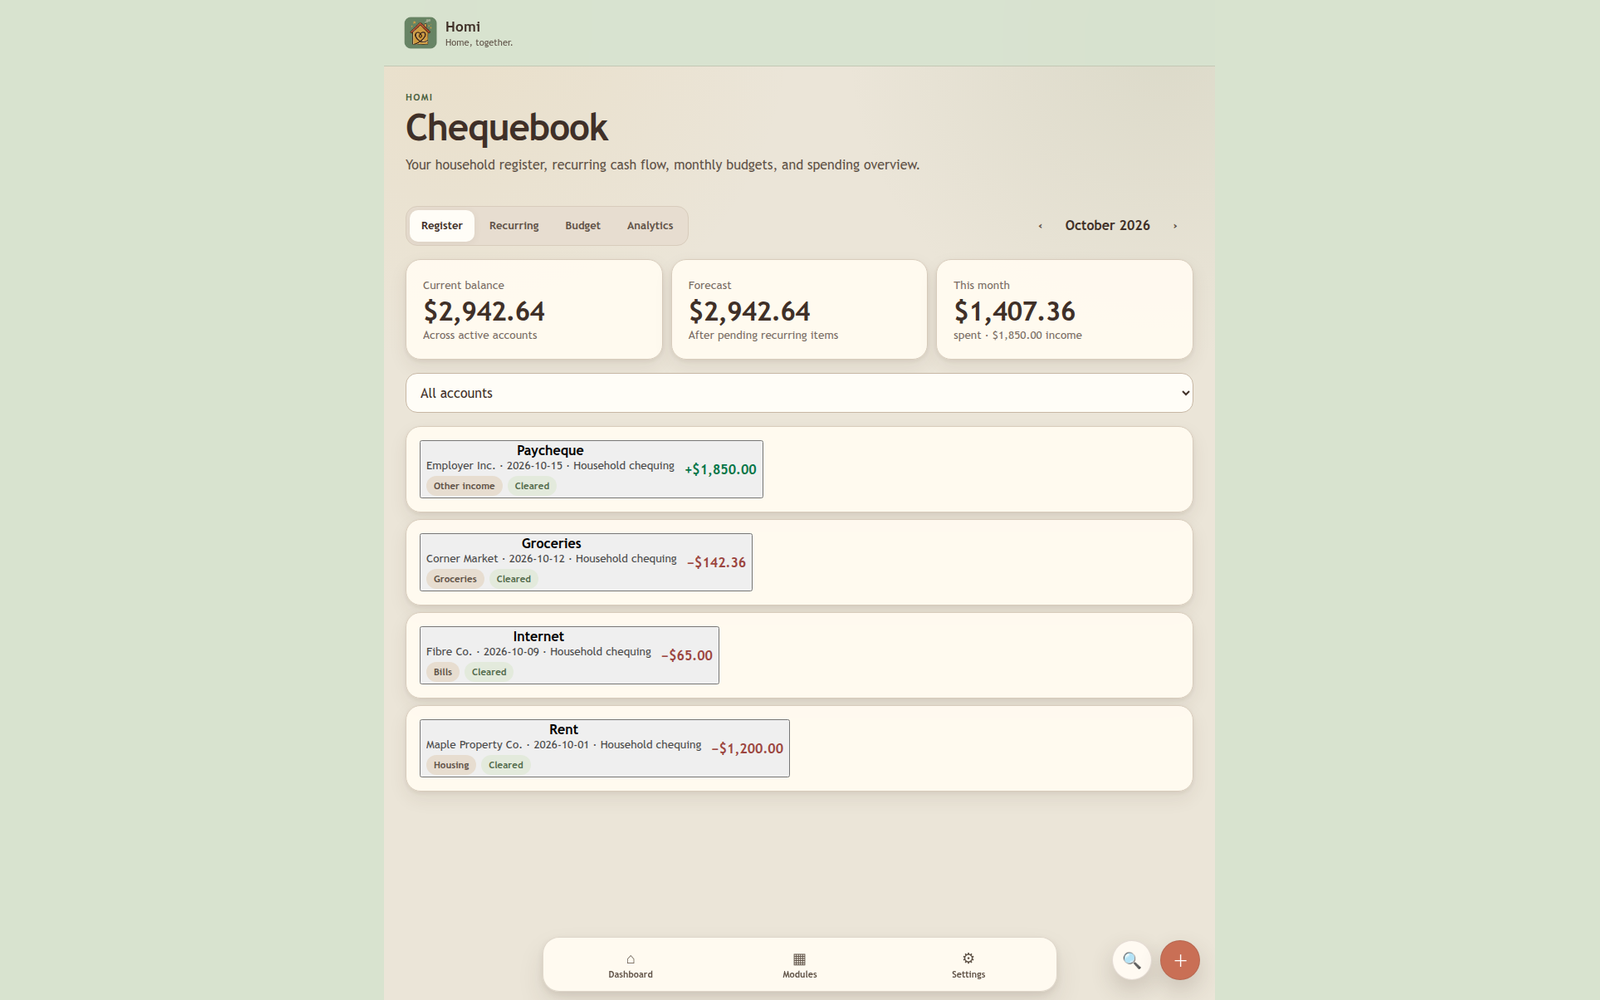 Homi
Home, together.
HOMI
Chequebook
Your household register, recurring cash flow, monthly budgets, and spending overview.
Register Recurring Budget Analytics ‹ October 2026 ›
Current balance
$2,942.64
Across active accounts
Forecast
$2,942.64
After pending recurring items
This month
$1,407.36
spent · $1,850.00 income
All accounts
Paycheque
Employer Inc. · 2026-10-15 · Household chequing
+$1,850.00
Other income Cleared
Groceries
Corner Market · 2026-10-12 · Household chequing
−$142.36
Groceries Cleared
Internet
Fibre Co. · 2026-10-09 · Household chequing
−$65.00
Bills Cleared
Rent
Maple Property Co. · 2026-10-01 · Household chequing
−$1,200.00
Housing Cleared
Dashboard Modules Settings